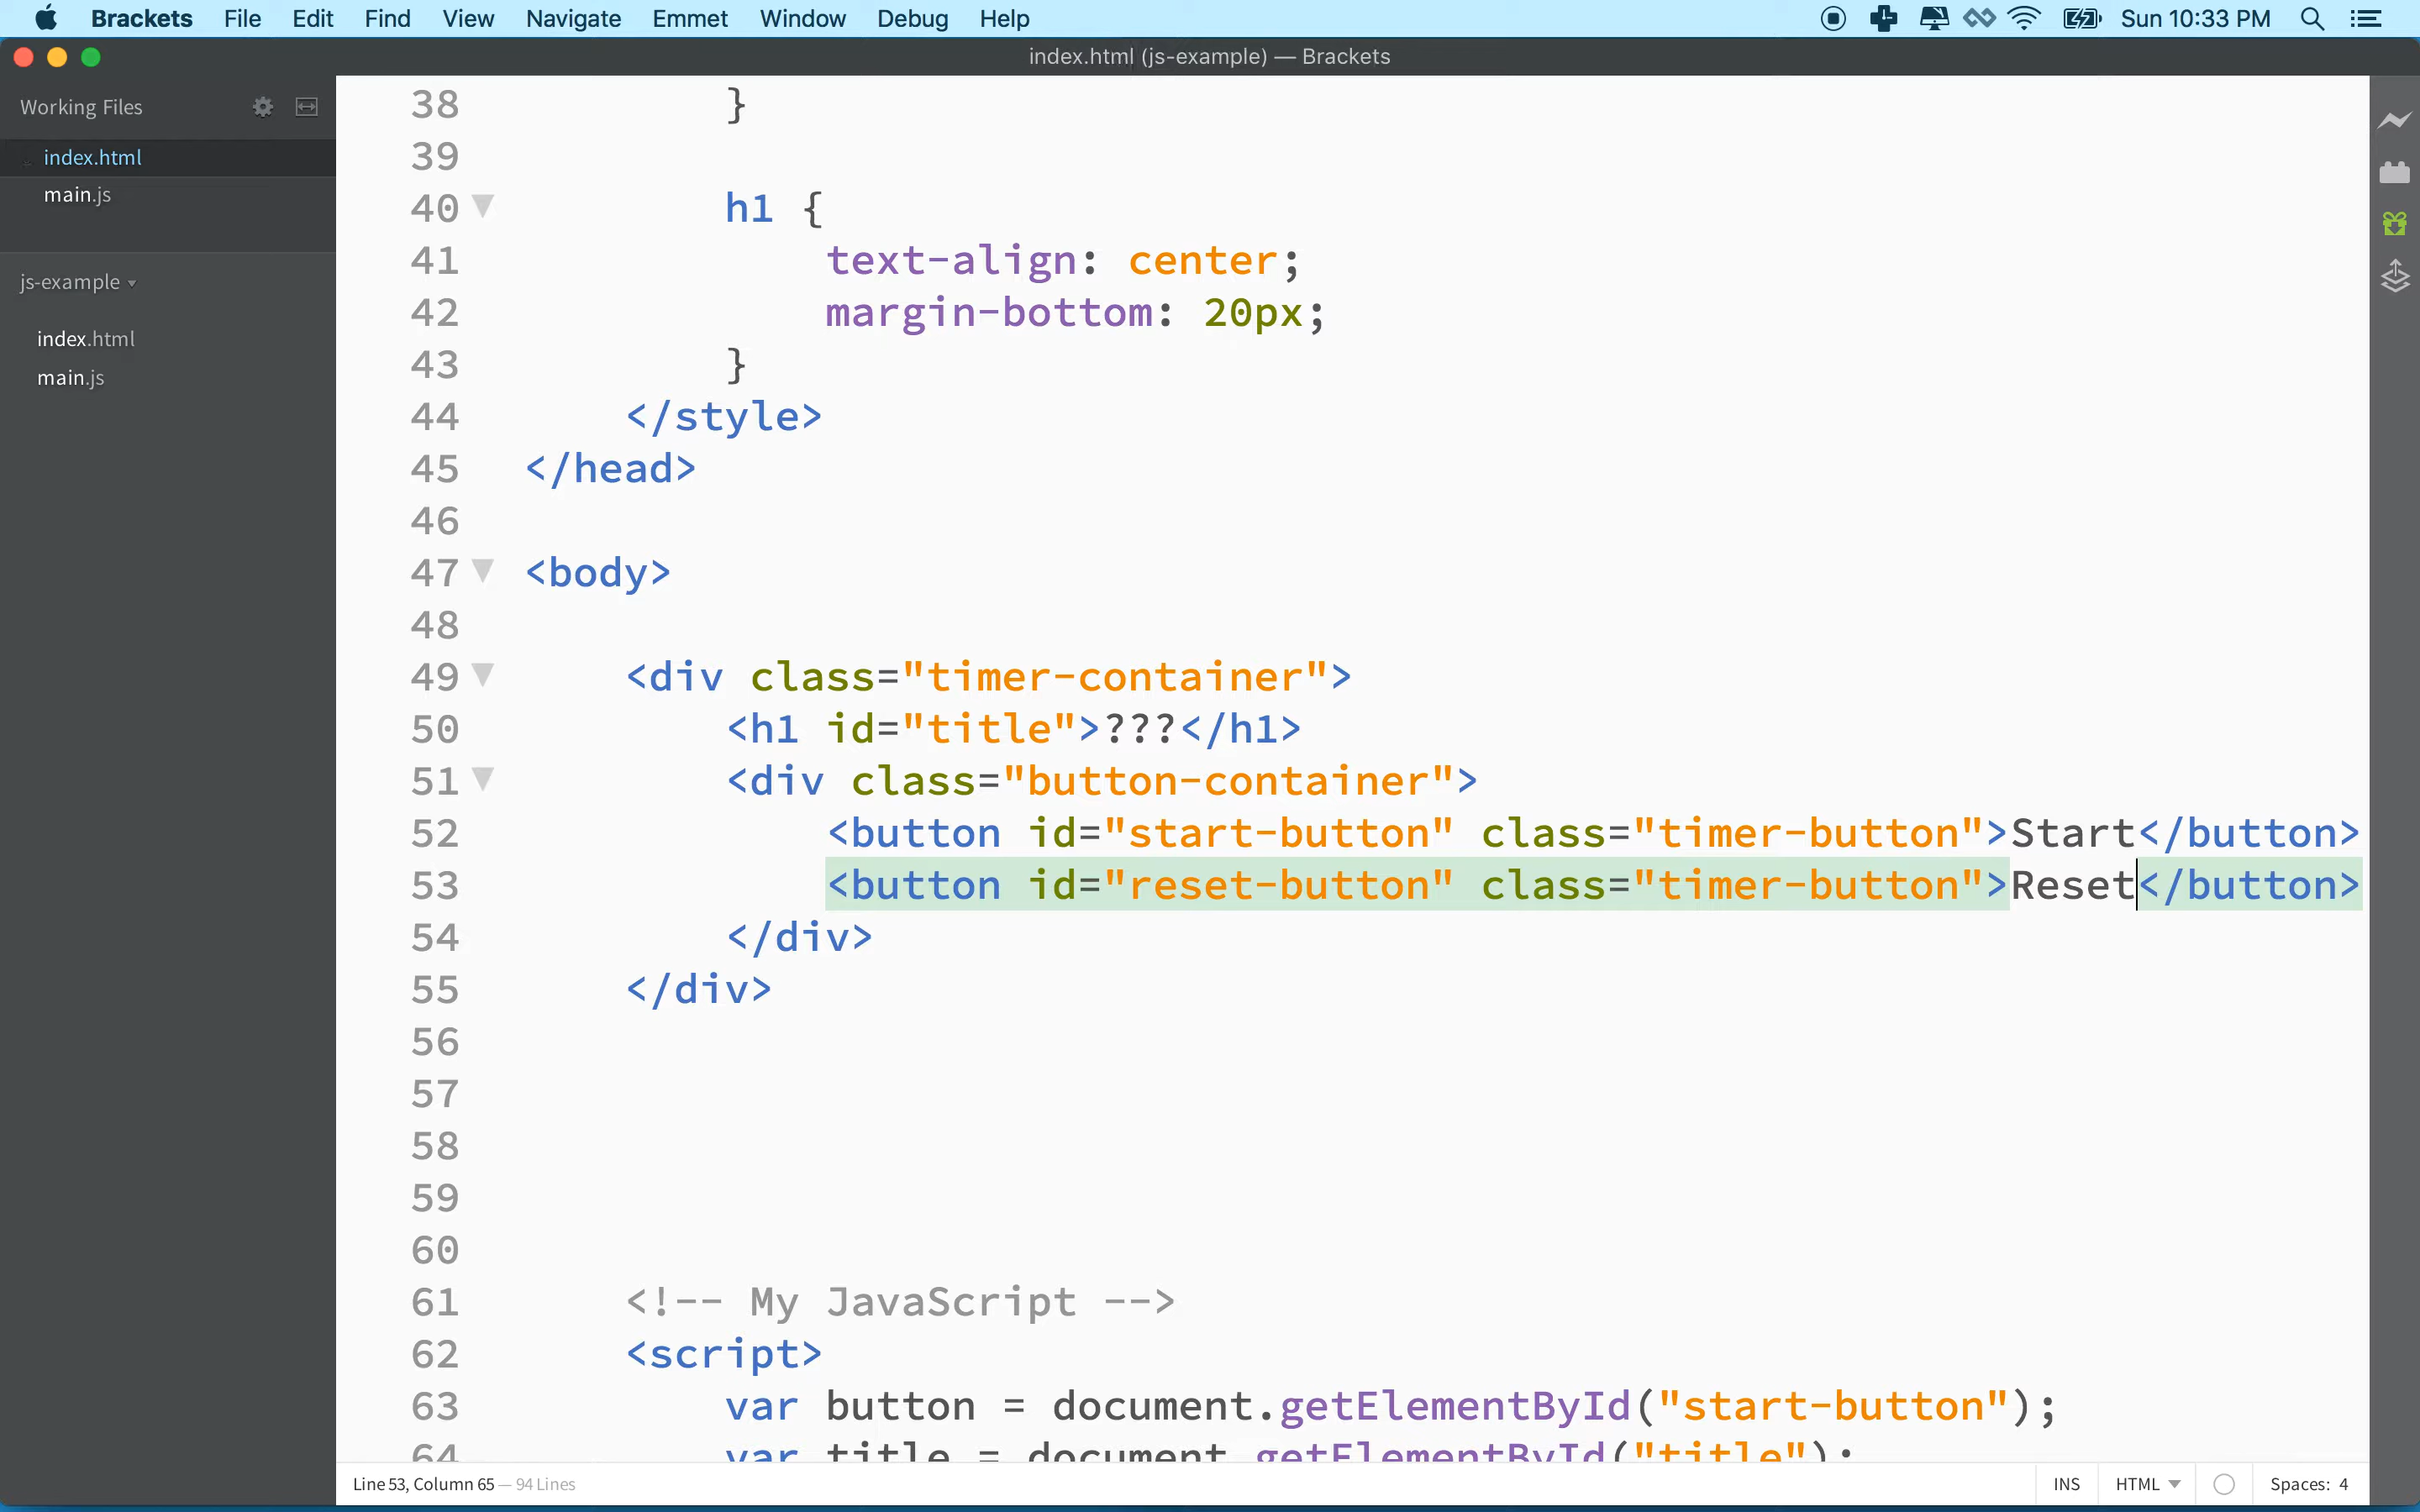 Brackets File Edit Find View Navigate Emmet Window Debug Help Sun 10:33 PM
index.html (js-example) — Brackets
Working Files
index.html
main.js
js-example
index.html
main.js
38 }
39
40 h1 {
41 text-align: center;
42 margin-bottom: 20px;
43 }
44 </style>
45 </head>
46
47 <body>
48
49 <div class="timer-container">
50 <h1 id="title">???</h1>
51 <div class="button-container">
52 <button id="start-button" class="timer-button">Start</button>
53 <button id="reset-button" class="timer-button">Reset</button>
54 </div>
55 </div>
56
57
58
59
60
61 <!-- My JavaScript -->
62 <script>
63 var button = document.getElementById("start-button");
64 var title = document.getElementById("title");
Line 53, Column 65 — 94 Lines INS HTML Spaces: 4